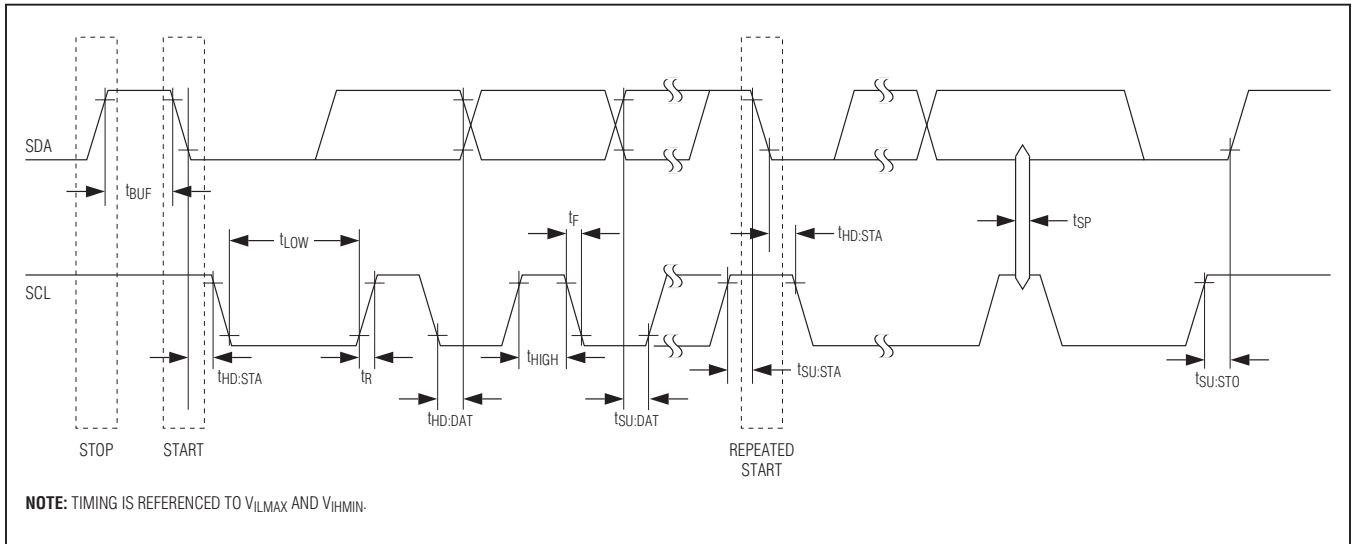 SDA
tBUF
tF
tLOW
tHD:STA
tSP
SCL
tHD:STA
tR
tHIGH
tSU:STA
tSU:STO
tHD:DAT
tSU:DAT
STOP
START
REPEATED
START
NOTE: TIMING IS REFERENCED TO VILMAX AND VIHMIN.